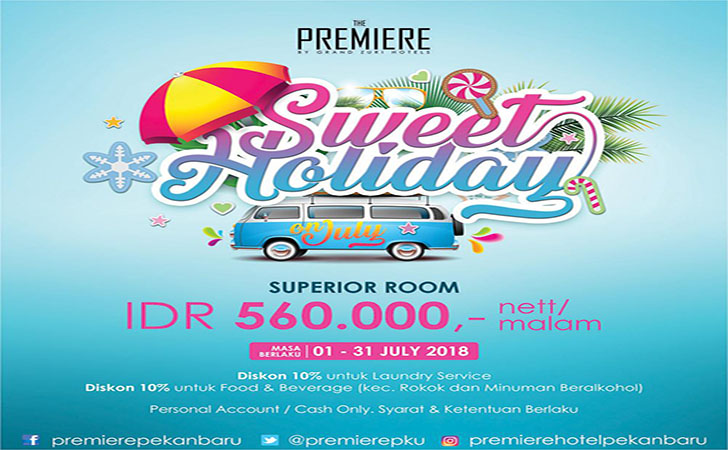 THE
PREMIERE
BY GRAND ZURI HOTELS
Sweet
Holiday
on July
SUPERIOR ROOM
IDR 560.000,- nett/
malam
MASA
BERLAKU | 01 - 31 JULY 2018
Diskon 10% untuk Laundry Service
Diskon 10% untuk Food & Beverage (kec. Rokok dan Minuman Beralkohol)
Personal Account / Cash Only. Syarat & Ketentuan Berlaku
premierepekanbaru @premierepku premierehotelpekanbaru